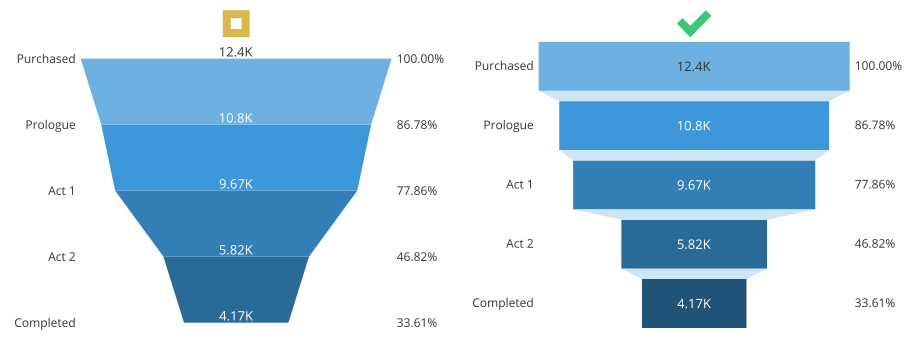 12.4K
Purchased 100.00%
Prologue 10.8K 86.78%
Act 1 9.67K 77.86%
Act 2 5.82K 46.82%
Completed 4.17K 33.61%
Purchased 12.4K 100.00%
Prologue 10.8K 86.78%
Act 1 9.67K 77.86%
Act 2 5.82K 46.82%
Completed 4.17K 33.61%